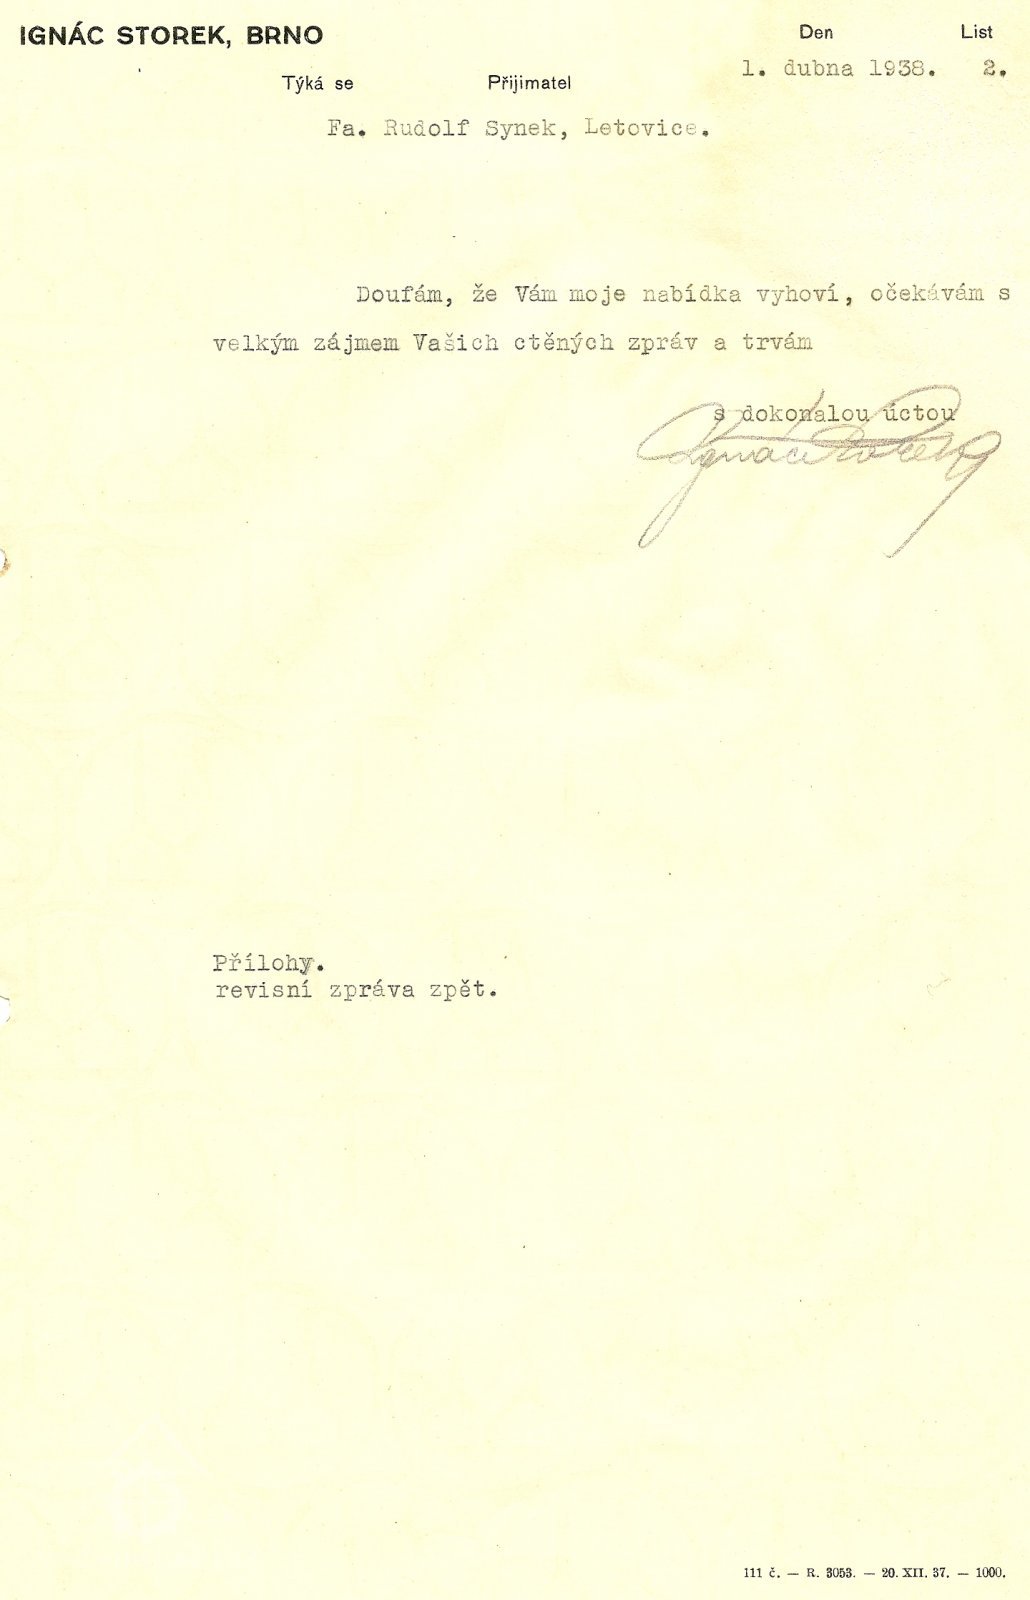 IGNÁC STOREK, BRNO
Den List
1. dubna 1938. 2.
Týká se Přijimatel
Fa. Rudolf Synek, Letovice.
Doufám, že Vám moje nabídka vyhoví, očekávám s
velkým zájmem Vašich ctěných zpráv a trvám
s dokonalou úctou
Ignác Storek
Přílohy.
revisní zpráva zpět.
111 č. — R. 3053. — 20. XII. 37. — 1000.